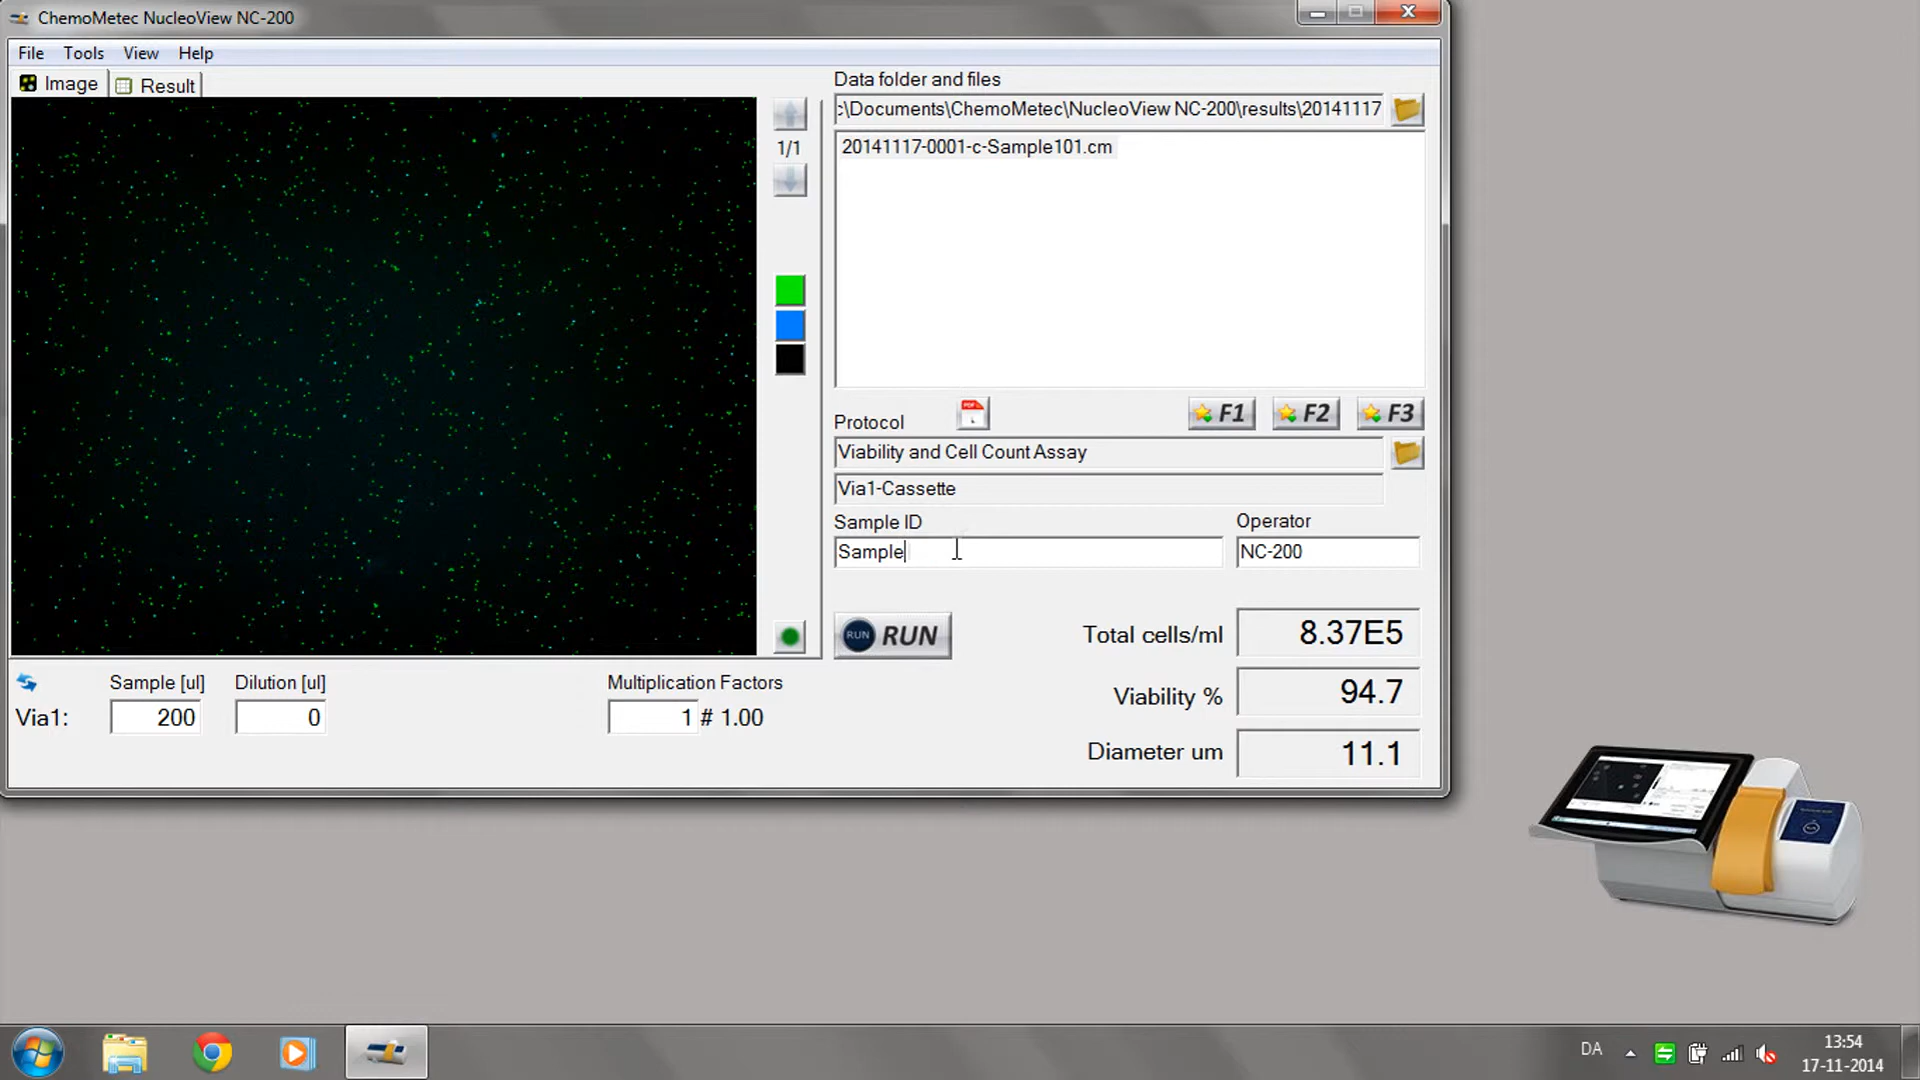 ChemoMetec NucleoView NC-200
File Tools View Help
Image Result
1/1
Data folder and files
:\Documents\ChemoMetec\NucleoView NC-200\results\20141117
20141117-0001-c-Sample101.cm
Protocol
F1 F2 F3
Viability and Cell Count Assay
Via1-Cassette
Sample ID Operator
Sample NC-200
RUN RUN
Total cells/ml 8.37E5
Viability % 94.7
Diameter um 11.1
Sample [ul] Dilution [ul] Multiplication Factors
Via1: 200 0 1 # 1.00
DA
13:54
17-11-2014